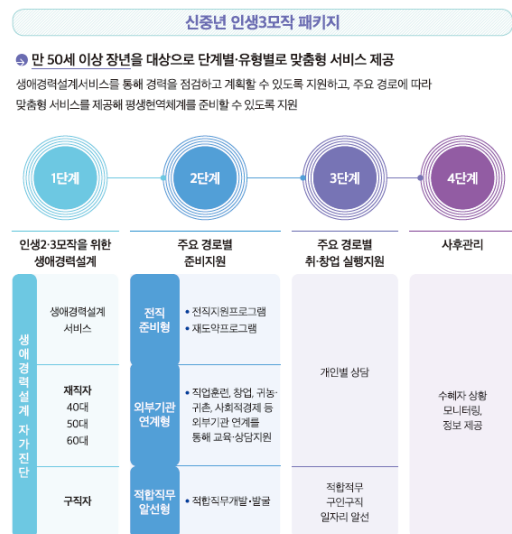 신중년 인생3모작 패키지
만 50세 이상 장년을 대상으로 단계별·유형별로 맞춤형 서비스 제공
생애경력설계서비스를 통해 경력을 점검하고 계획할 수 있도록 지원하고, 주요 경로에 따라
맞춤형 서비스를 제공해 평생현역체계를 준비할 수 있도록 지원
1단계
2단계
3단계
4단계
인생2·3모작을 위한
생애경력설계
주요 경로별
준비지원
주요 경로별
취·창업 실행지원
사후관리
생애경력설계 자가진단
생애경력설계
서비스
재직자
40대
50대
60대
구직자
전직
준비형
• 전직지원프로그램
• 재도약프로그램
외부기관
연계형
• 직업훈련, 창업, 귀농·
귀촌, 사회적경제 등
외부기관 연계를
통해 교육·상담지원
적합직무
알선형
• 적합직무개발·발굴
개인별 상담
적합적무
구인구직
일자리 알선
수혜자 상황
모니터링,
정보 제공